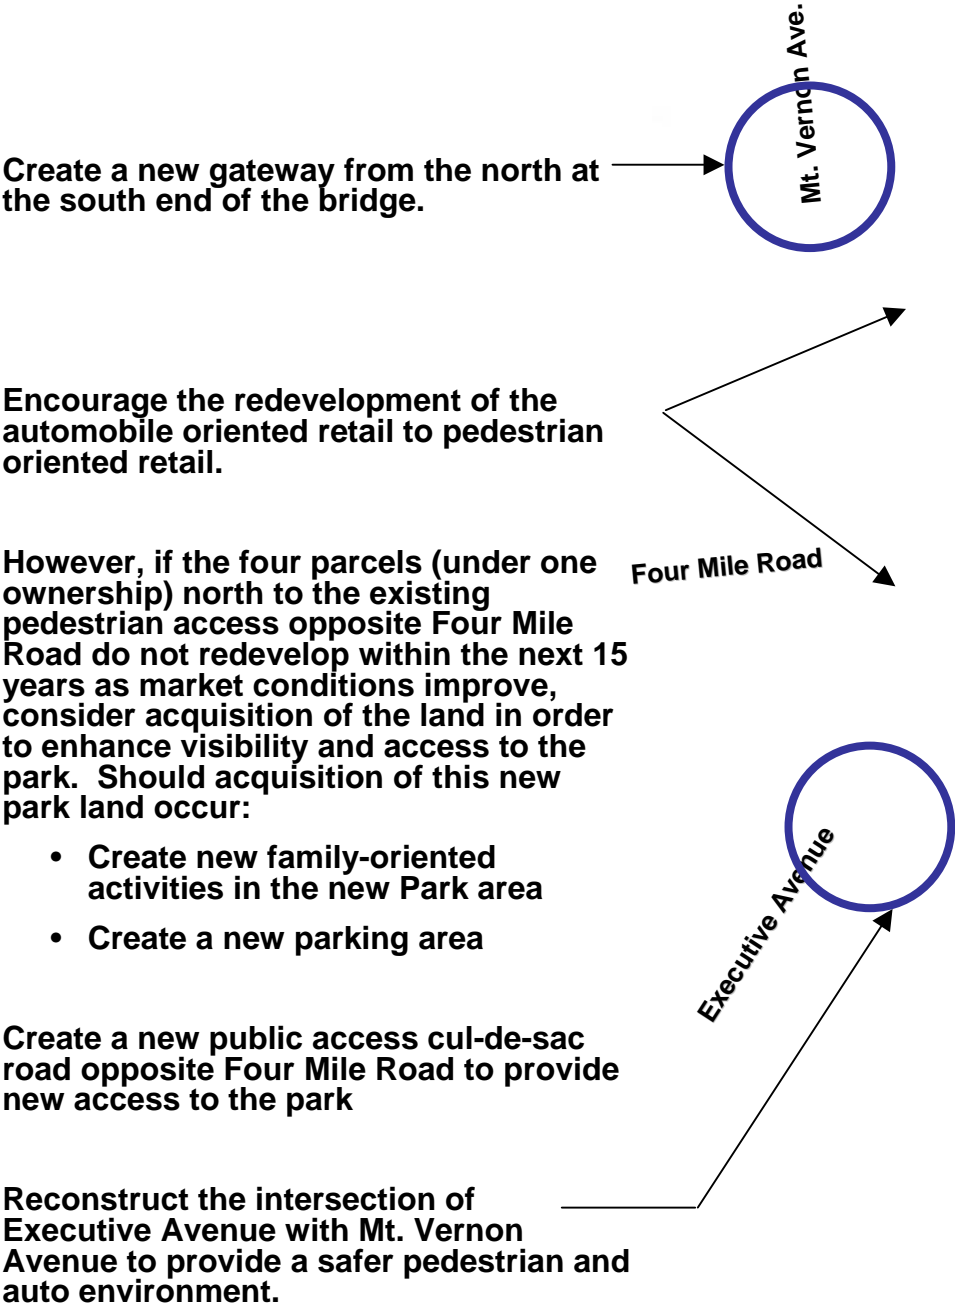 Mt. Vernon Ave.
Create a new gateway from the north at
the south end of the bridge.
Encourage the redevelopment of the
automobile oriented retail to pedestrian
oriented retail.
However, if the four parcels (under one
ownership) north to the existing
pedestrian access opposite Four Mile
Road do not redevelop within the next 15
years as market conditions improve,
consider acquisition of the land in order
to enhance visibility and access to the
park.  Should acquisition of this new
park land occur:
• Create new family-oriented
activities in the new Park area
• Create a new parking area
Four Mile Road
Executive Avenue
Create a new public access cul-de-sac
road opposite Four Mile Road to provide
new access to the park
Reconstruct the intersection of
Executive Avenue with Mt. Vernon
Avenue to provide a safer pedestrian and
auto environment.